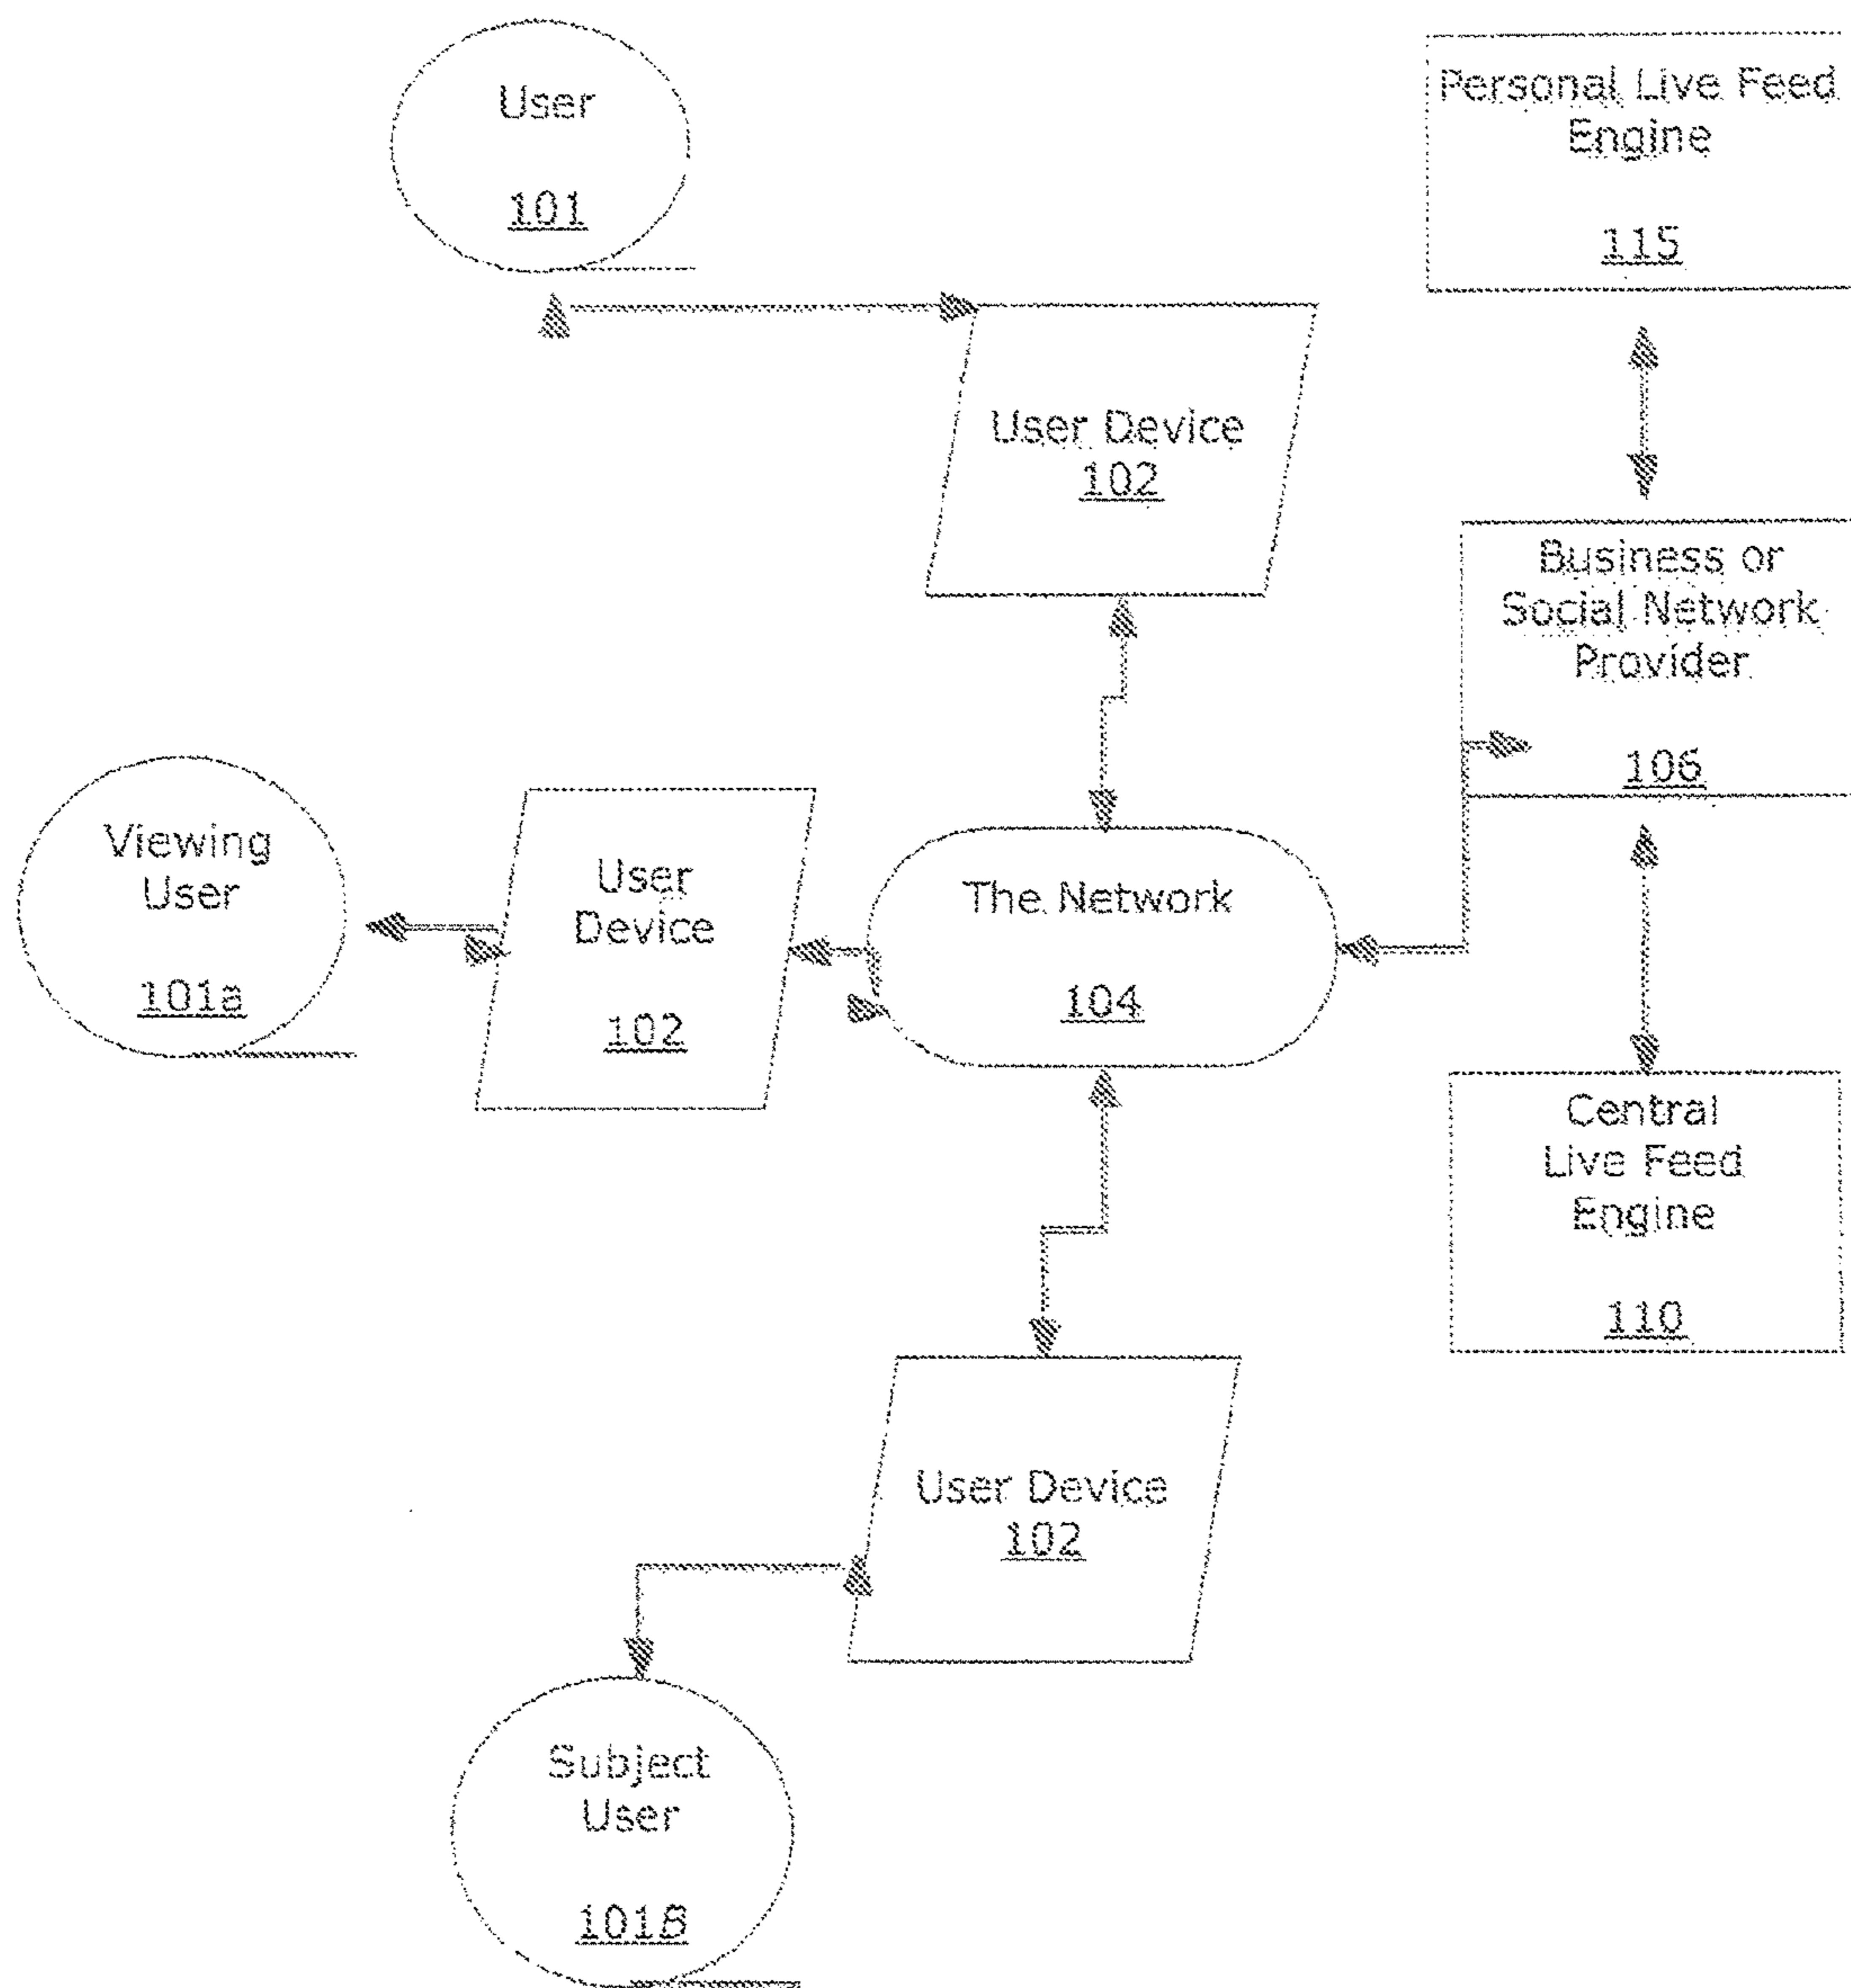 User
101
Personal Live Feed
Engine
115
User Device
102
Business or
Social Network
Provider
106
Viewing
User
101a
User
Device
102
The Network
104
Central
Live Feed
Engine
110
User Device
102
Subject
User
101B